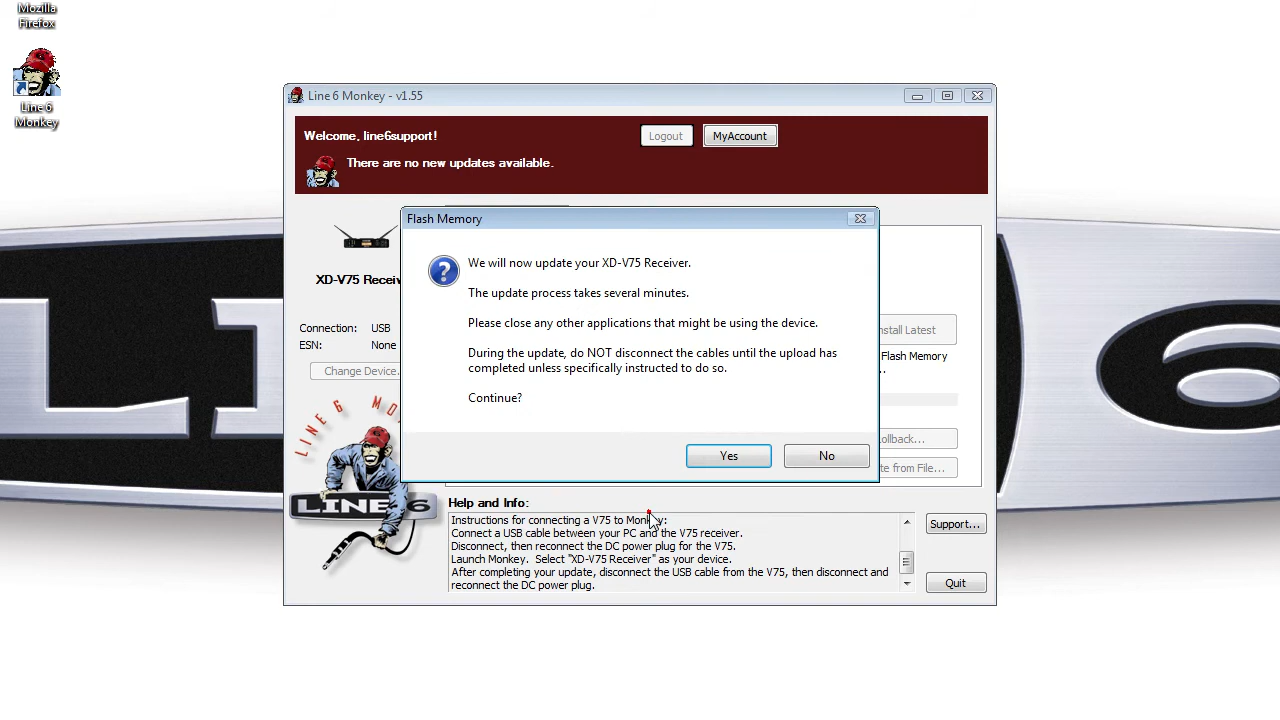 Mozilla
Firefox
Line 6
Monkey
Line 6 Monkey - v1.55
Welcome, line6support!
Logout
MyAccount
There are no new updates available.
Flash Memory
We will now update your XD-V75 Receiver.
The update process takes several minutes.
Please close any other applications that might be using the device.
During the update, do NOT disconnect the cables until the upload has
completed unless specifically instructed to do so.
Continue?
Yes
No
XD-V75 Receiv
Connection: USB
ESN: None
Change Device.
nstall Latest
Flash Memory
..
ollback...
te from File...
LINE 6 MO
LINE 6
Help and Info:
Instructions for connecting a V75 to Monkey:
Connect a USB cable between your PC and the V75 receiver.
Disconnect, then reconnect the DC power plug for the V75.
Launch Monkey. Select "XD-V75 Receiver" as your device.
After completing your update, disconnect the USB cable from the V75, then disconnect and
reconnect the DC power plug.
Support...
Quit
LI
6